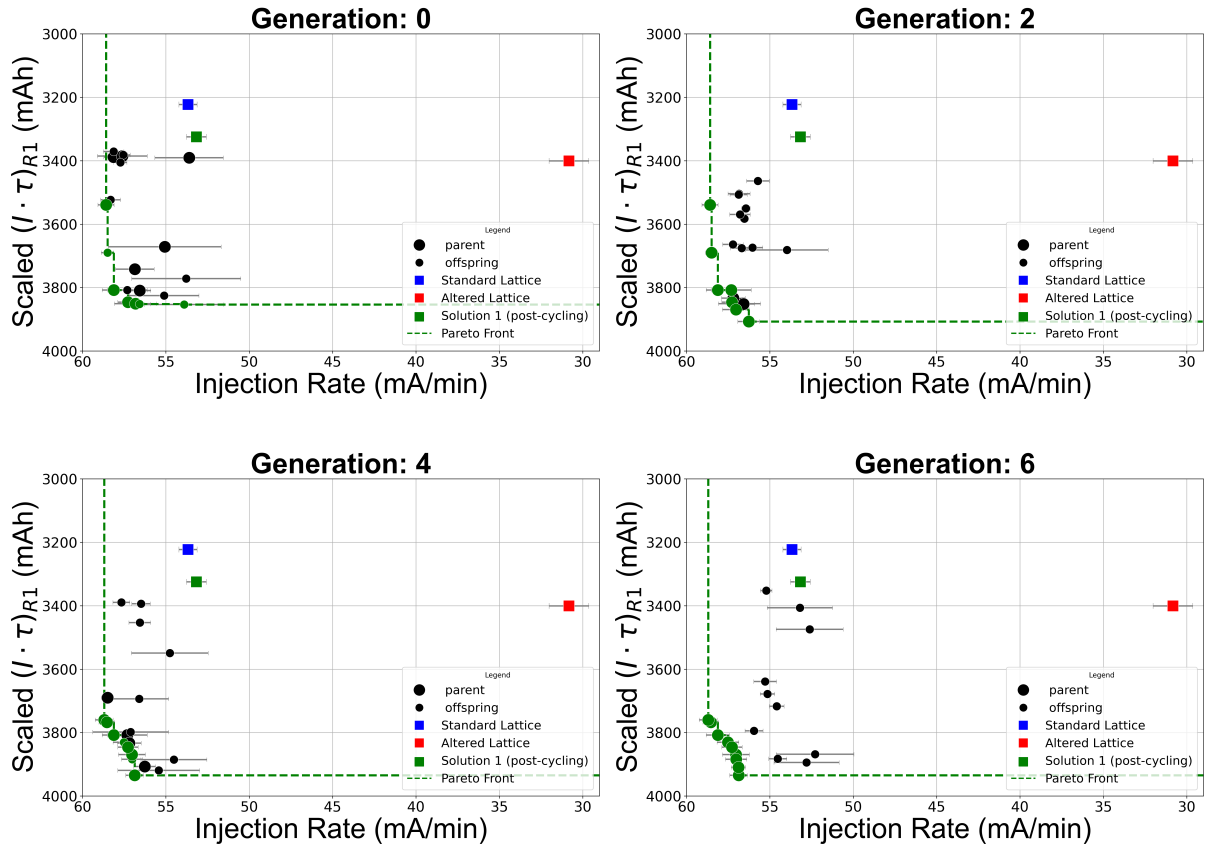 Generation: 0
Scaled (I · τ)R1 (mAh)
3000
3200
3400
3600
3800
4000
60
55
50
45
40
35
30
Injection Rate (mA/min)
Legend
parent
offspring
Standard Lattice
Altered Lattice
Solution 1 (post-cycling)
Pareto Front
Generation: 2
Scaled (I · τ)R1 (mAh)
3000
3200
3400
3600
3800
4000
60
55
50
45
40
35
30
Injection Rate (mA/min)
Legend
parent
offspring
Standard Lattice
Altered Lattice
Solution 1 (post-cycling)
Pareto Front
Generation: 4
Scaled (I · τ)R1 (mAh)
3000
3200
3400
3600
3800
4000
60
55
50
45
40
35
30
Injection Rate (mA/min)
Legend
parent
offspring
Standard Lattice
Altered Lattice
Solution 1 (post-cycling)
Pareto Front
Generation: 6
Scaled (I · τ)R1 (mAh)
3000
3200
3400
3600
3800
4000
60
55
50
45
40
35
30
Injection Rate (mA/min)
Legend
parent
offspring
Standard Lattice
Altered Lattice
Solution 1 (post-cycling)
Pareto Front